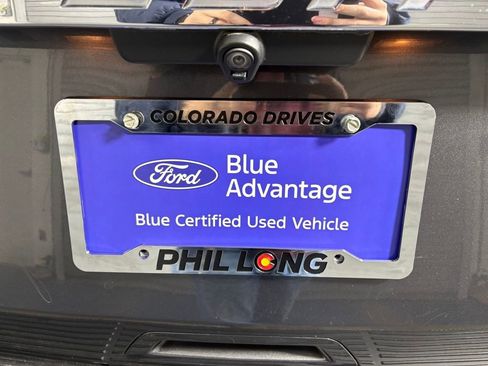 COLORADO DRIVES
Ford
Blue
Advantage
Blue Certified Used Vehicle
PHIL LONG